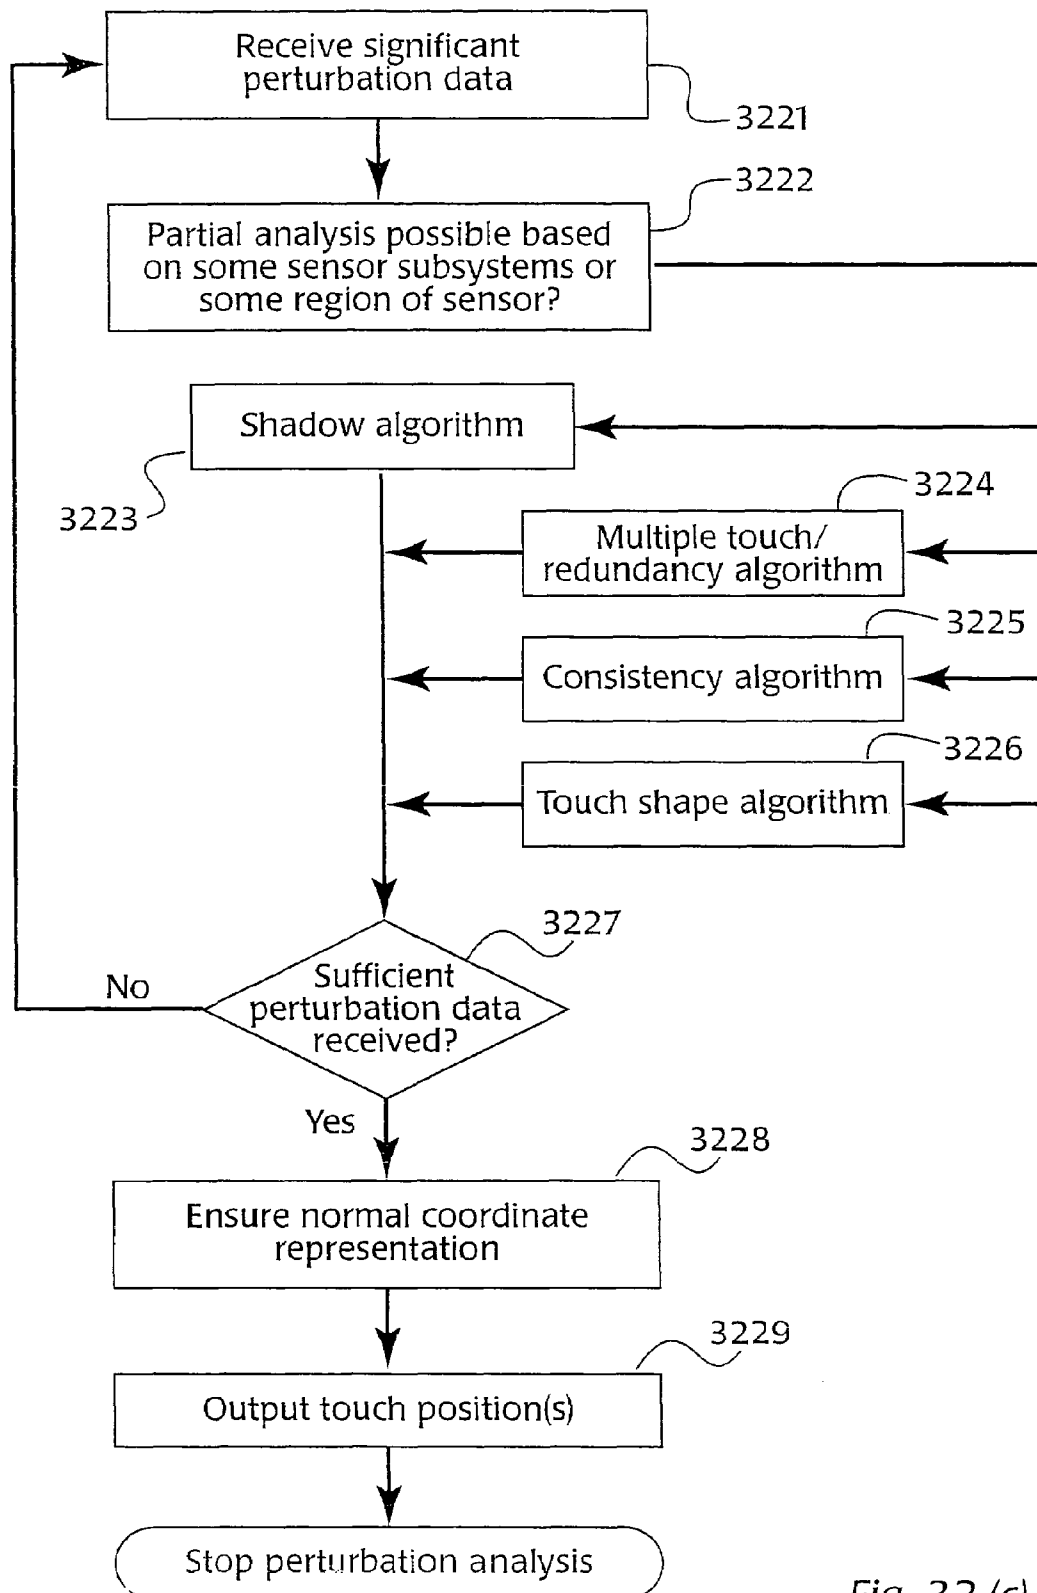 Receive significant
perturbation data
3221
3222
Partial analysis possible based
on some sensor subsystems or
some region of sensor?
Shadow algorithm
3223
3224
Multiple touch/
redundancy algorithm
3225
Consistency algorithm
3226
Touch shape algorithm
3227
Sufficient
perturbation data
received?
No
Yes
3228
Ensure normal coordinate
representation
3229
Output touch position(s)
Stop perturbation analysis
Fig. 32 (c)